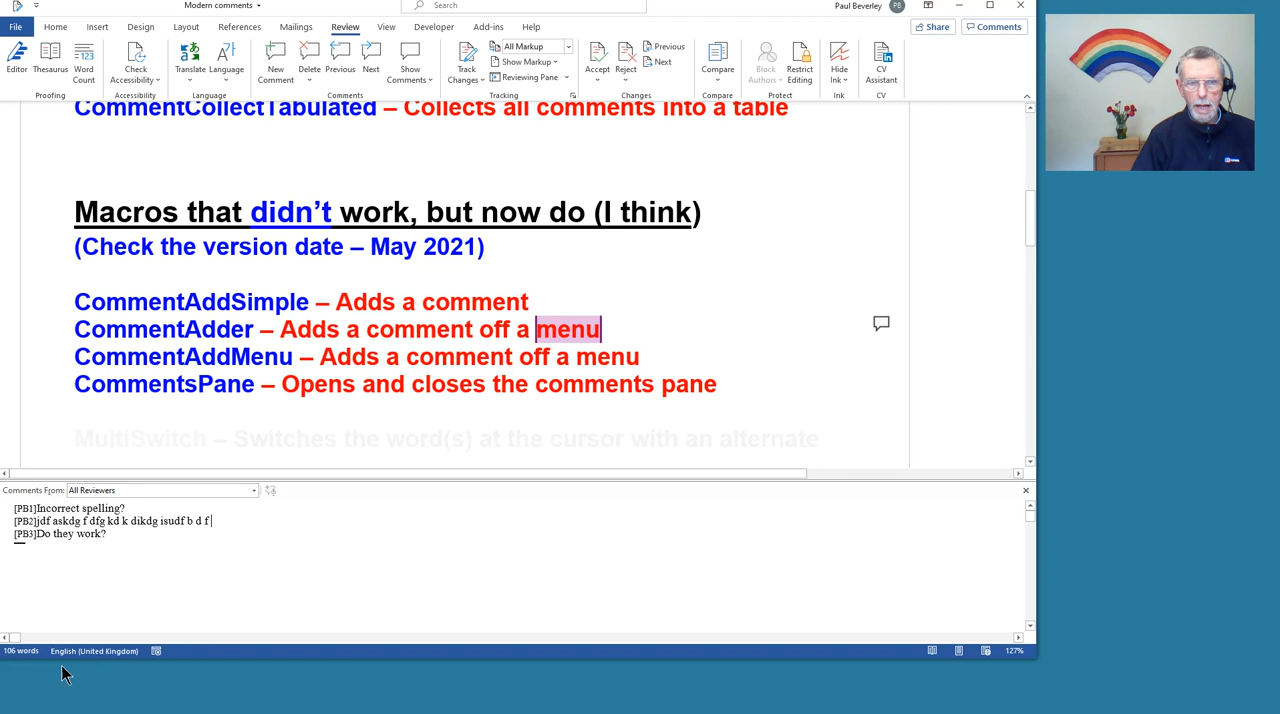 Modern comments
Search
Paul Beverley
PB
File Home Insert Draw Design Layout References Mailings Review View Developer Add-ins Help
Share Comments
Editor Thesaurus Word Count
Proofing
Check Accessibility
Accessibility
Translate Language
Language
New Comment Delete Previous Next Show Comments
Comments
Track Changes All Markup Show Markup Reviewing Pane
Tracking
Accept Reject Previous Next
Changes
Compare
Compare
Block Authors Restrict Editing
Protect
Hide Ink
Ink
CV Assistant
CV
CommentCollectTabulated – Collects all comments into a table
Macros that didn’t work, but now do (I think)
(Check the version date – May 2021)
CommentAddSimple – Adds a comment
CommentAdder – Adds a comment off a menu
CommentAddMenu – Adds a comment off a menu
CommentsPane – Opens and closes the comments pane
MultiSwitch – Switches the word(s) at the cursor with an alternate
Comments From: All Reviewers
[PB1]Incorrect spelling?
[PB2]jdf askdg f dfg kd k dikdg isudf b d f
[PB3]Do they work?
106 words English (United Kingdom) 127%